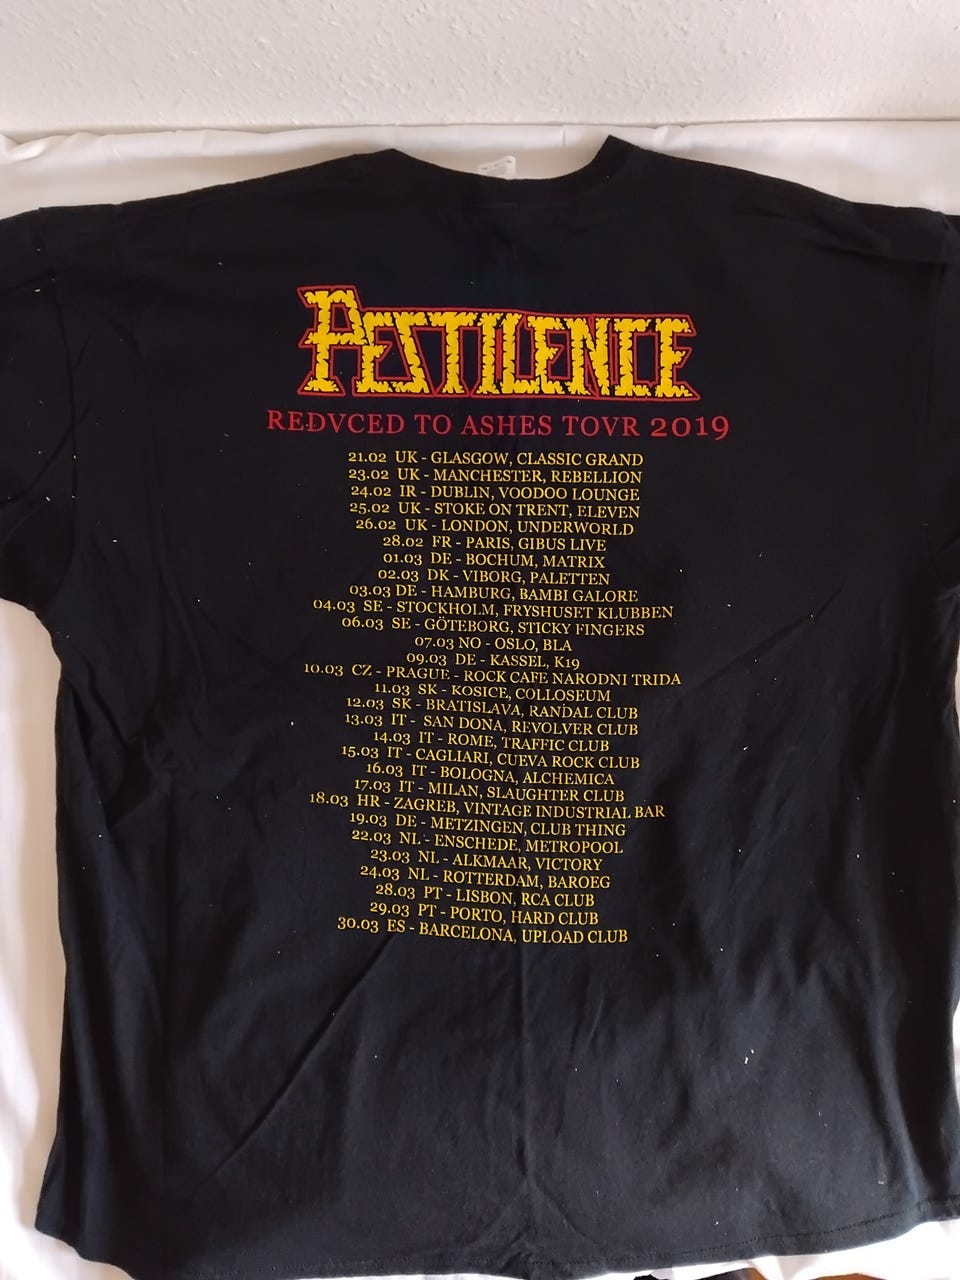 PESTILENCE
REDVCED TO ASHES TOVR 2019
21.02 UK - GLASGOW, CLASSIC GRAND
23.02 UK - MANCHESTER, REBELLION
24.02 IR - DUBLIN, VOODOO LOUNGE
25.02 UK - STOKE ON TRENT, ELEVEN
26.02 UK - LONDON, UNDERWORLD
28.02 FR - PARIS, GIBUS LIVE
01.03 DE - BOCHUM, MATRIX
02.03 DK - VIBORG, PALETTEN
03.03 DE - HAMBURG, BAMBI GALORE
04.03 SE - STOCKHOLM, FRYSHUSET KLUBBEN
06.03 SE - GÖTEBORG, STICKY FINGERS
07.03 NO - OSLO, BLA
09.03 DE - KASSEL, K19
10.03 CZ - PRAGUE - ROCK CAFE NARODNI TRIDA
11.03 SK - KOSICE, COLLOSEUM
12.03 SK - BRATISLAVA, RANDAL CLUB
13.03 IT - SAN DONA, REVOLVER CLUB
14.03 IT - ROME, TRAFFIC CLUB
15.03 IT - CAGLIARI, CUEVA ROCK CLUB
16.03 IT - BOLOGNA, ALCHEMICA
17.03 IT - MILAN, SLAUGHTER CLUB
18.03 HR - ZAGREB, VINTAGE INDUSTRIAL BAR
19.03 DE - METZINGEN, CLUB THING
22.03 NL - ENSCHEDE, METROPOOL
23.03 NL - ALKMAAR, VICTORY
24.03 NL - ROTTERDAM, BAROEG
28.03 PT - LISBON, RCA CLUB
29.03 PT - PORTO, HARD CLUB
30.03 ES - BARCELONA, UPLOAD CLUB